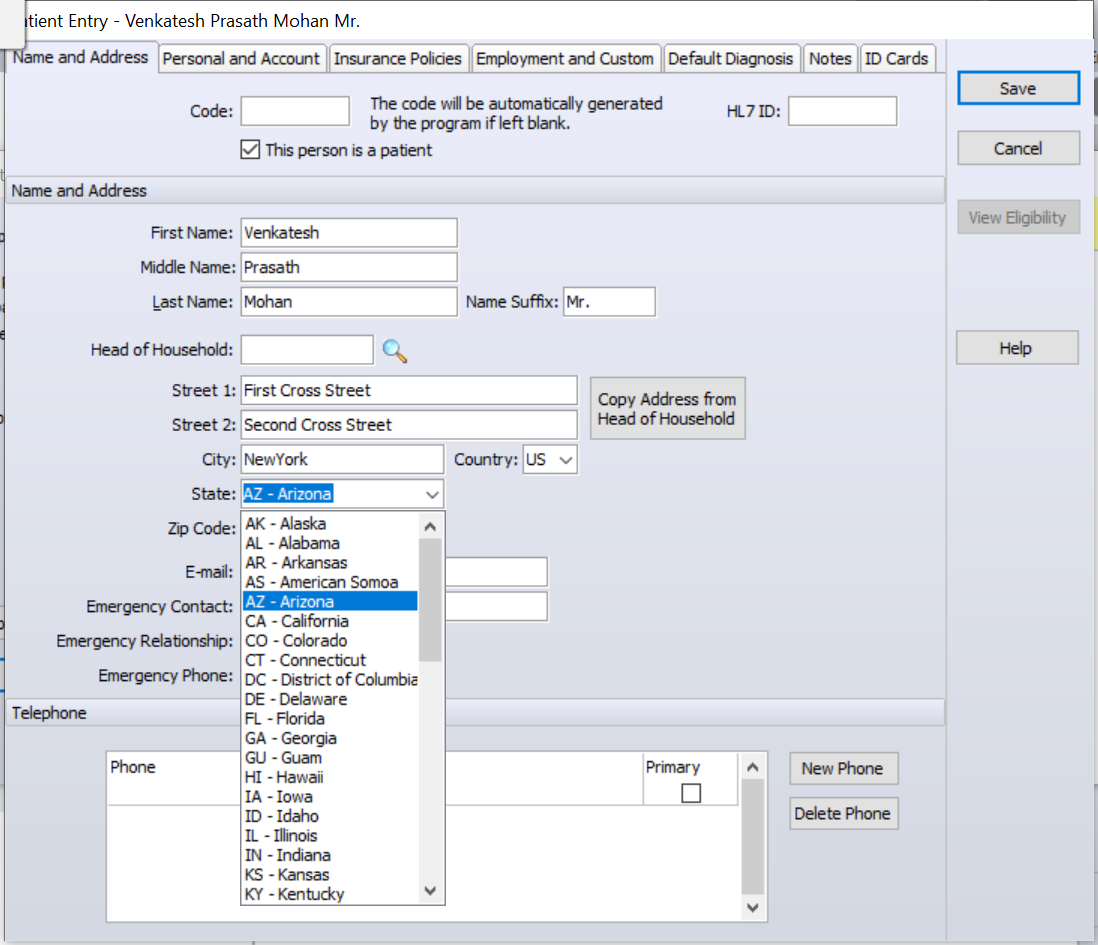 atient Entry - Venkatesh Prasath Mohan Mr.
Name and Address Personal and Account Insurance Policies Employment and Custom Default Diagnosis Notes ID Cards
Save
Code: The code will be automatically generated by the program if left blank. HL7 ID:
This person is a patient
Cancel
Name and Address
View Eligibility
First Name: Venkatesh
Middle Name: Prasath
Last Name: Mohan Name Suffix: Mr.
Head of Household:
Help
Street 1: First Cross Street
Copy Address from
Head of Household
Street 2: Second Cross Street
City: NewYork Country: US
State: AZ - Arizona
Zip Code:
E-mail:
Emergency Contact:
Emergency Relationship:
Emergency Phone:
AK - Alaska
AL - Alabama
AR - Arkansas
AS - American Somoa
AZ - Arizona
CA - California
CO - Colorado
CT - Connecticut
DC - District of Columbia
DE - Delaware
FL - Florida
GA - Georgia
GU - Guam
HI - Hawaii
IA - Iowa
ID - Idaho
IL - Illinois
IN - Indiana
KS - Kansas
KY - Kentucky
Telephone
Phone Primary
New Phone
Delete Phone